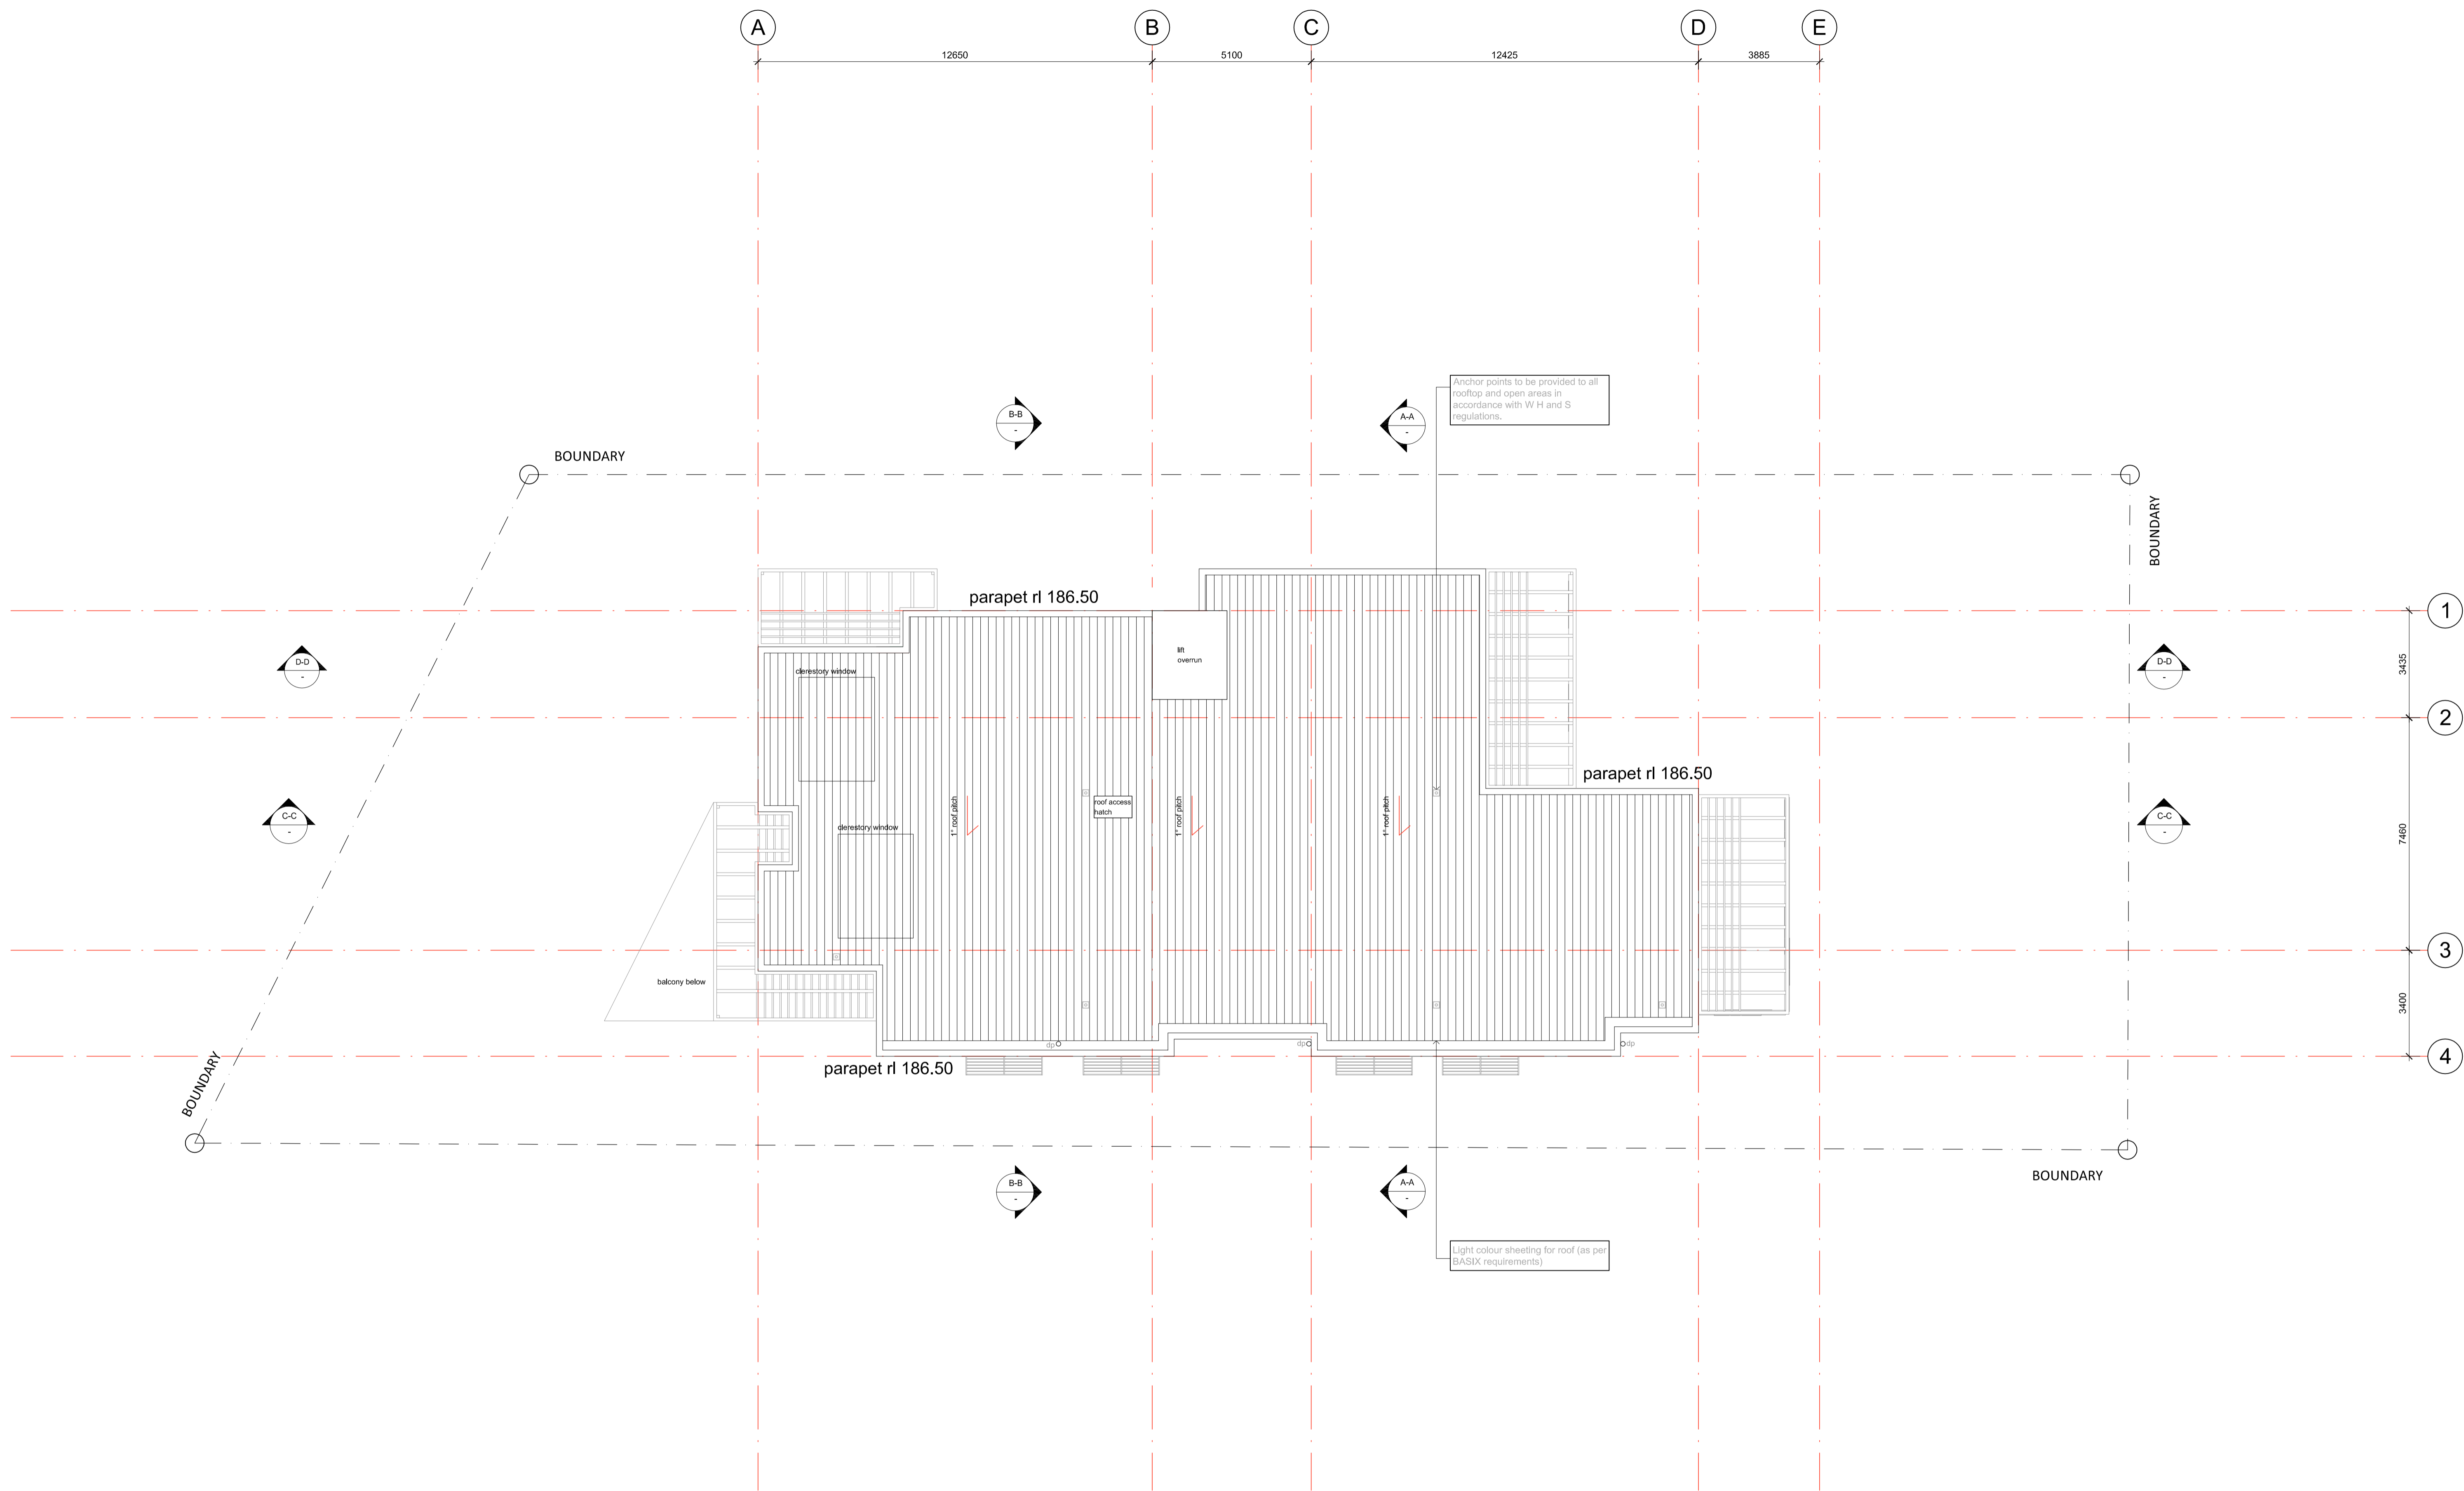 A
B
C
D
E
12650
5100
12425
3885
Anchor points to be provided to all
rooftop and open areas in
accordance with W H and S
regulations.
B-B
-
A-A
-
BOUNDARY
BOUNDARY
parapet rl 186.50
1
lift
overrun
D-D
-
D-D
-
clerestory window
3435
2
parapet rl 186.50
roof access
hatch
1° roof pitch
1° roof pitch
1° roof pitch
C-C
-
C-C
-
clerestory window
7460
3
balcony below
3400
dp
dp
dp
4
parapet rl 186.50
BOUNDARY
BOUNDARY
B-B
-
A-A
-
Light colour sheeting for roof (as per
BASIX requirements)